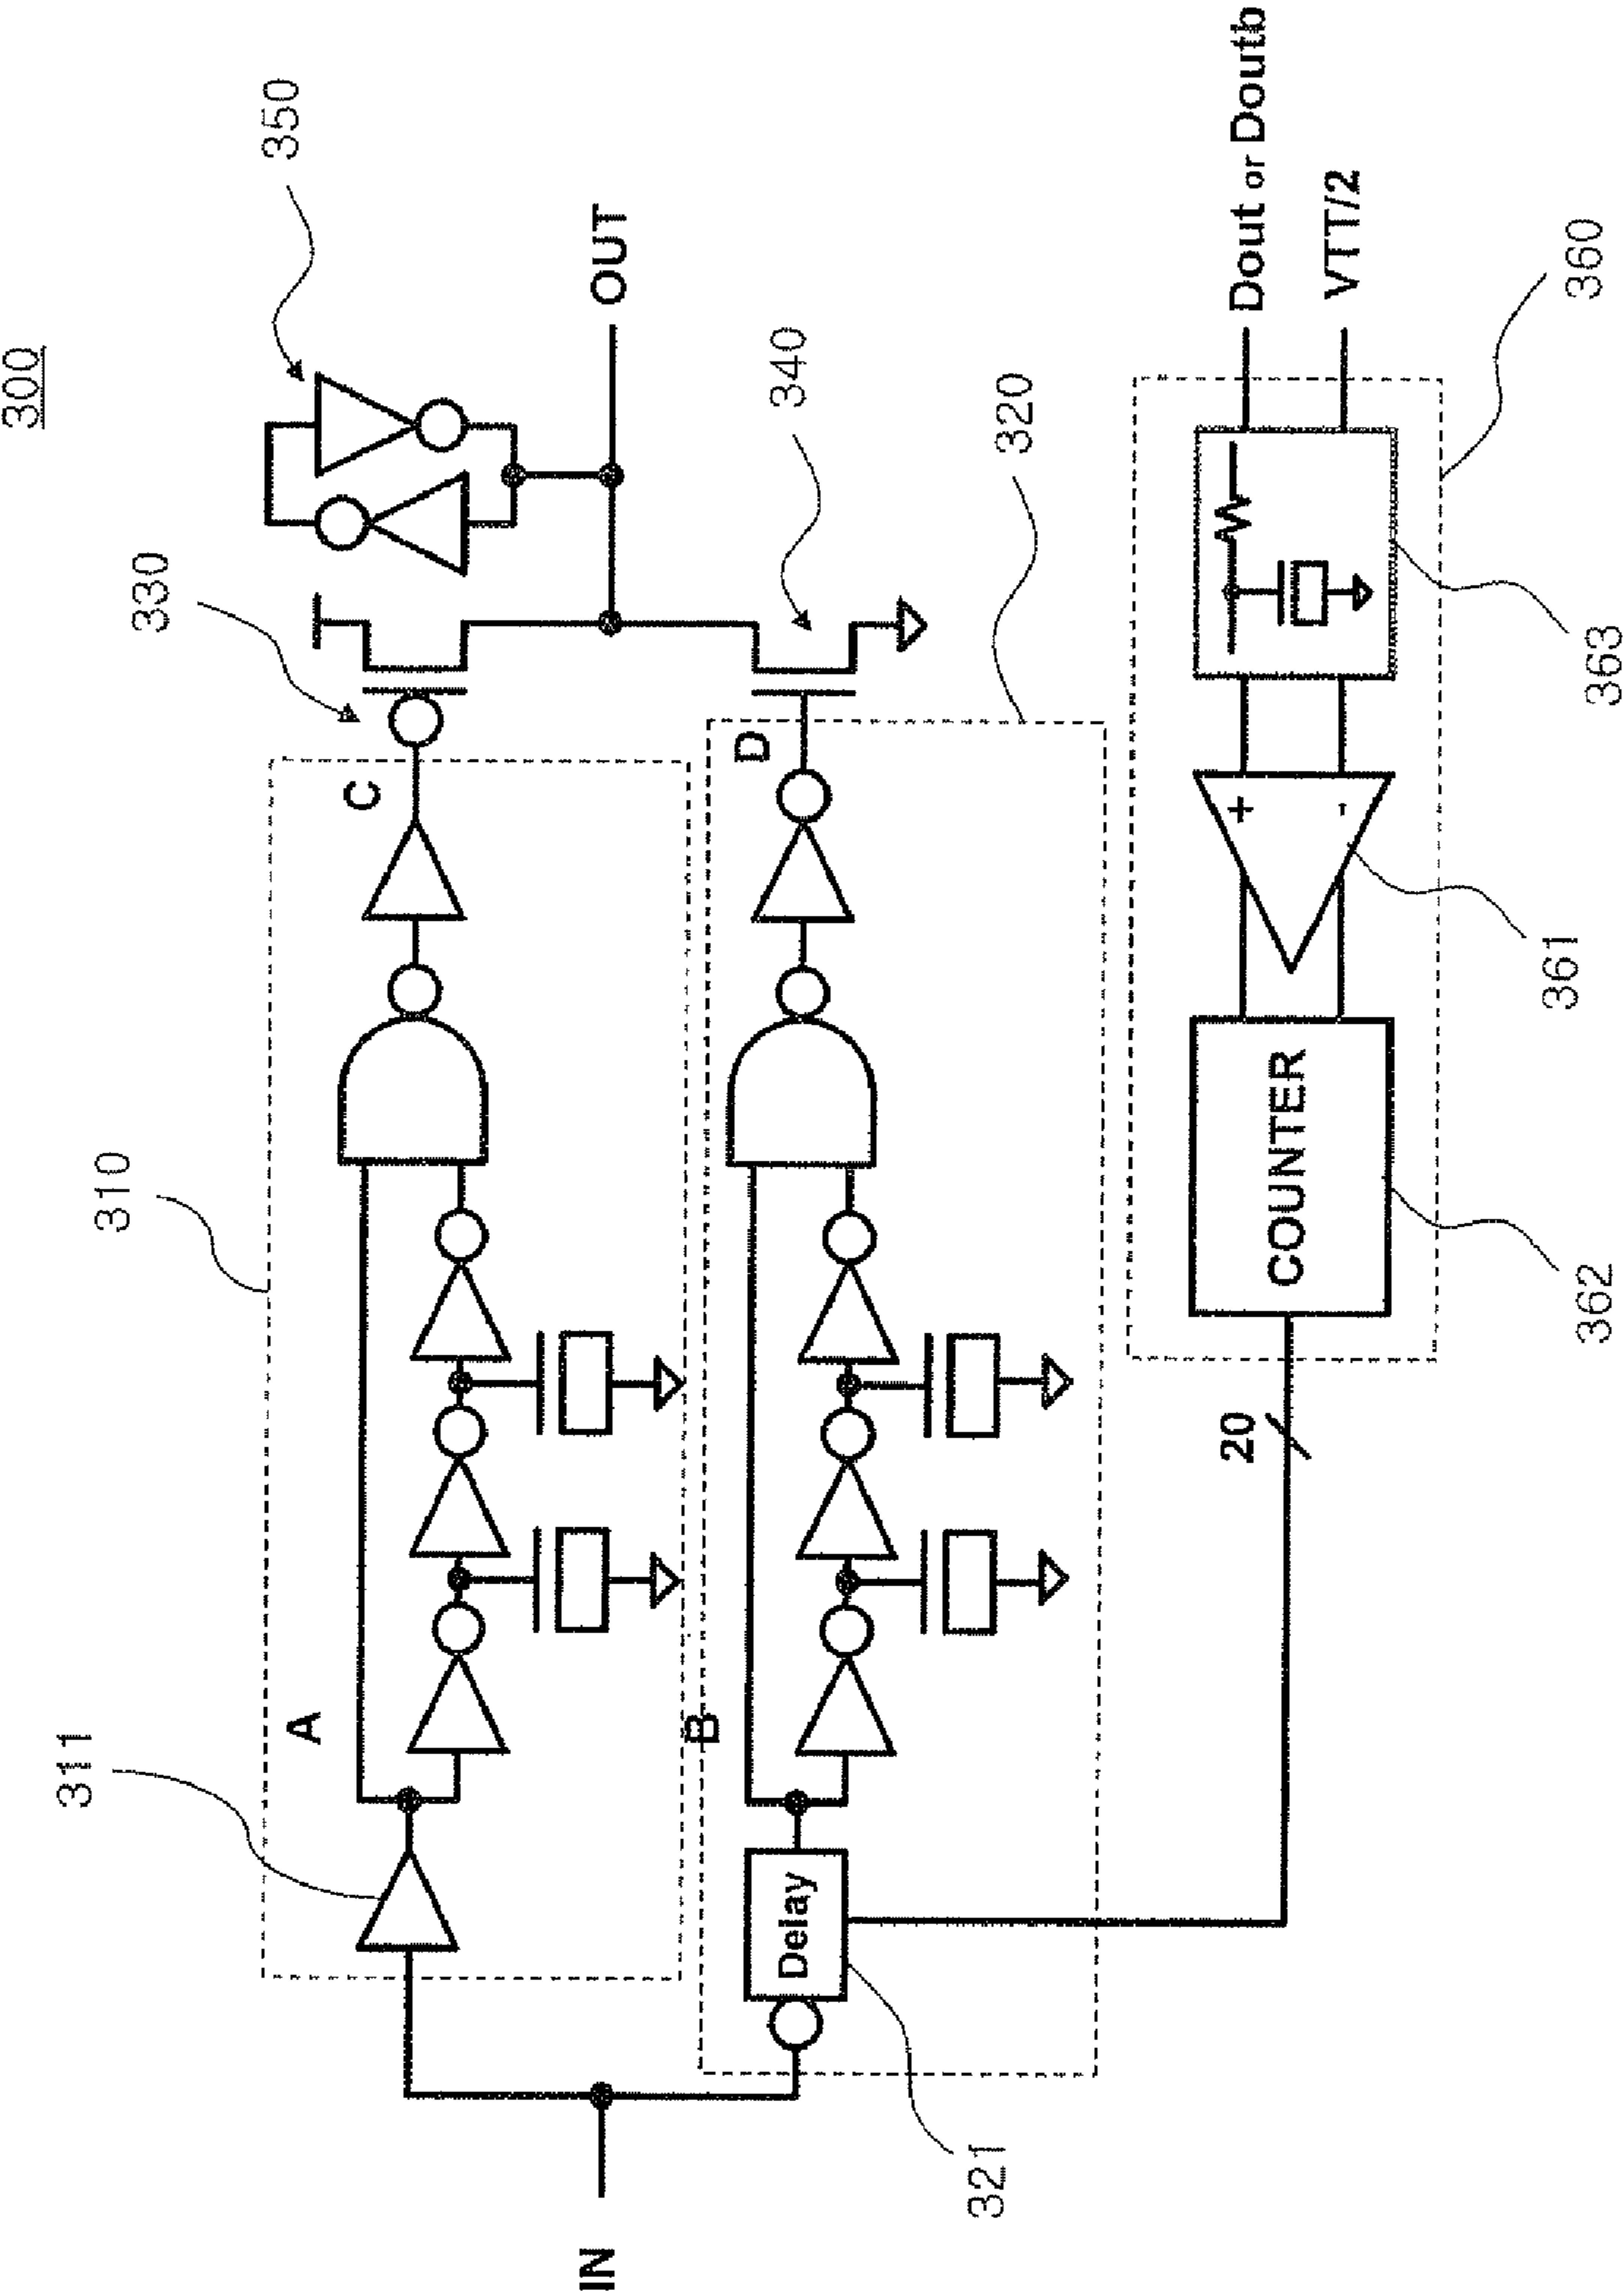 300
350
330
OUT
310
C
340
311
A
D
320
B
IN
Delay
321
20
COUNTER
362
+
-
361
363
360
Dout or Doutb
VTT/2